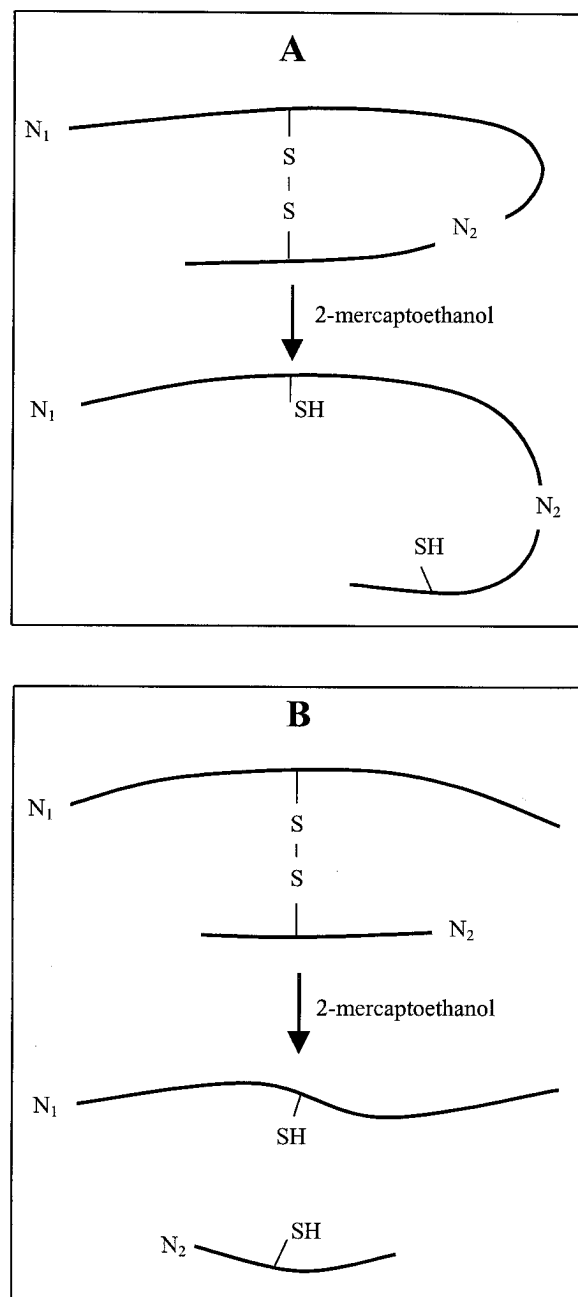 A
N₁
S
S
N₂
2-mercaptoethanol
N₁
SH
N₂
SH
B
N₁
S
S
N₂
2-mercaptoethanol
N₁
SH
SH
N₂